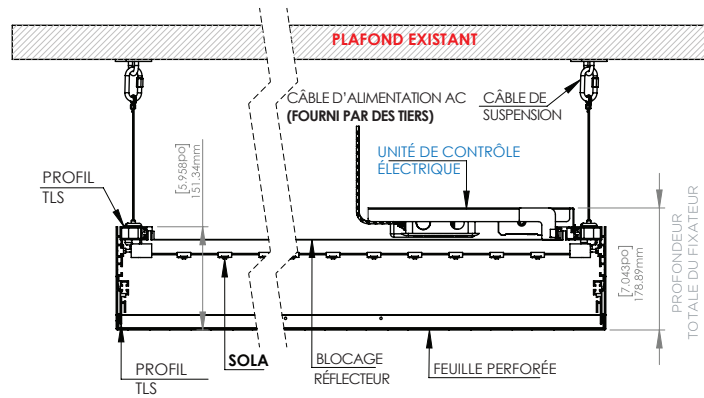 PLAFOND EXISTANT
CÂBLE D'ALIMENTATION AC
(FOURNI PAR DES TIERS)
CÂBLE DE
SUSPENSION
UNITÉ DE CONTRÔLE
ÉLECTRIQUE
PROFIL
TLS
[5.958po]
151.34mm
[7.043po]
178.89mm
PROFONDEUR
TOTALE DU FIXATEUR
PROFIL
TLS
SOLA
BLOCAGE
RÉFLECTEUR
FEUILLE PERFORÉE